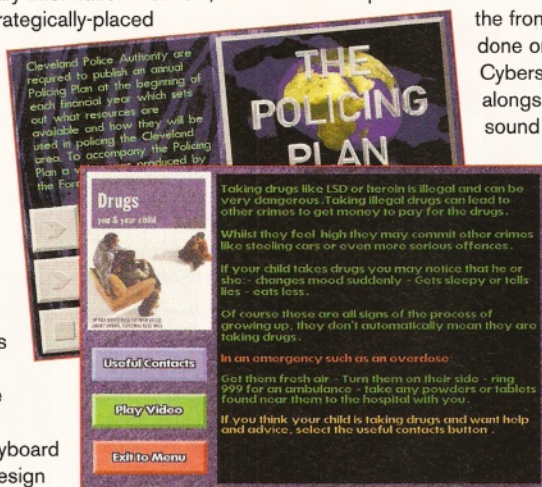 rategically-placed
the fron
done or
Cybers
alongs
sound
Cleveland Police Authority are
required to publish an annual
Policing Plan at the beginning of
each financial year which sets
out what resources are
available and how they will be
used in policing the Cleveland
area. To accompany the Policing
Plan a produced by
the For
THE
POLICING
PLAN
Drugs
you & your child
Useful Contacts
Play Video
Exit to Menu
Taking drugs like LSD or heroin is illegal and can be
very dangerous. Taking illegal drugs can lead to
other crimes to get money to pay for the drugs.
Whilst they feel high they may commit other crimes
like steeling cars or even more serious offences.
If your child takes drugs you may notice that he or
she:- changes mood suddenly - Gets sleepy or tells
lies - eats less.
Of course these are all signs of the process of
growing up, they don't automatically mean they are
taking drugs.
In an emergency such as an overdose:
Get them fresh air - Turn them on their side - ring
999 for an ambulance - take any powders or tablets
found near them to the hospital with you.
If you think your child is taking drugs and want help
and advice, select the useful contacts button .
s
e
yboard
esign